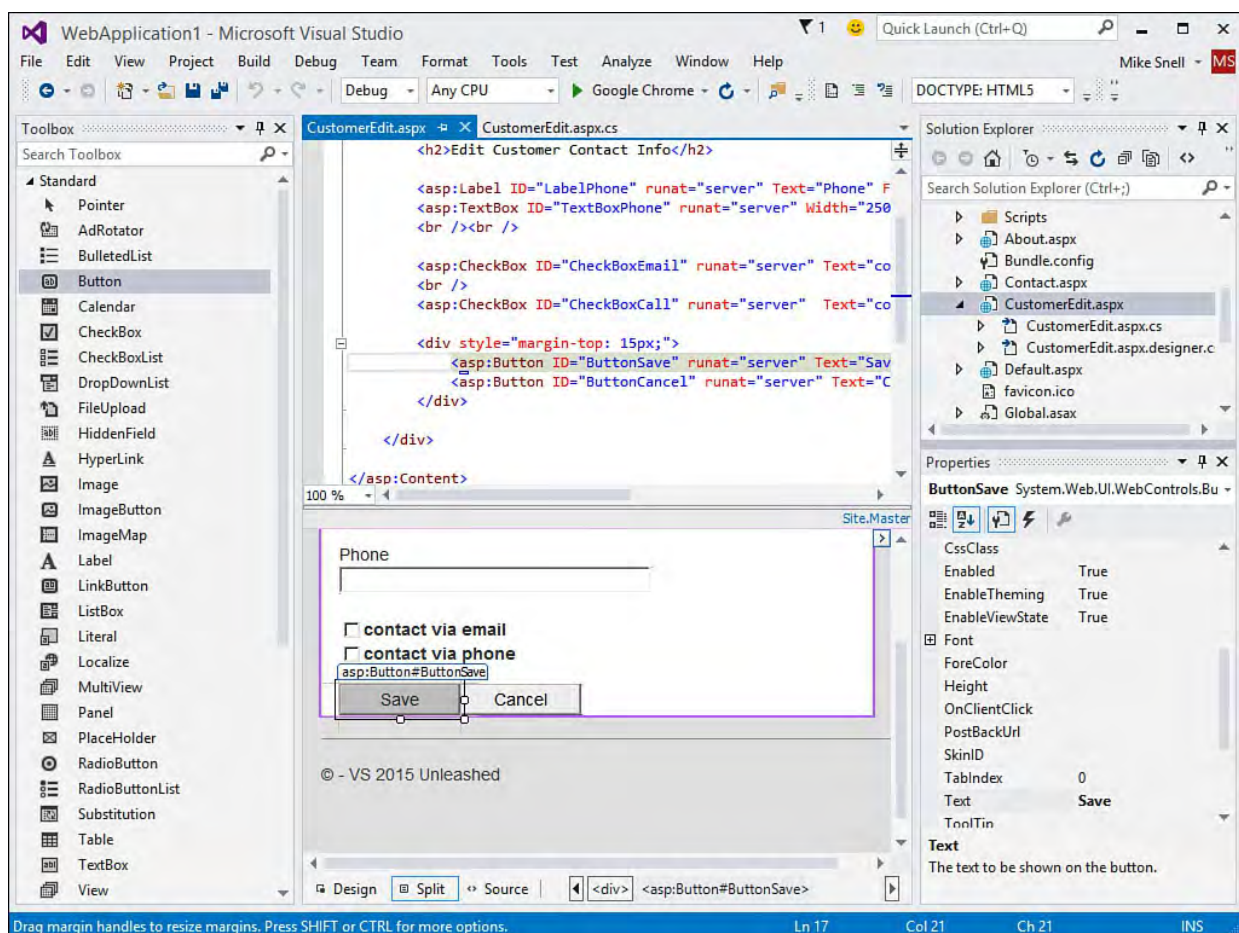 WebApplication1 - Microsoft Visual Studio
1
Quick Launch (Ctrl+Q)
File Edit View Project Build Debug Team Format Tools Test Analyze Window Help
Mike Snell
MS
Debug Any CPU Google Chrome DOCTYPE: HTML5
Toolbox
Search Toolbox
Standard
Pointer
AdRotator
BulletedList
Button
Calendar
CheckBox
CheckBoxList
DropDownList
FileUpload
HiddenField
HyperLink
Image
ImageButton
ImageMap
Label
LinkButton
ListBox
Literal
Localize
MultiView
Panel
PlaceHolder
RadioButton
RadioButtonList
Substitution
Table
TextBox
View
CustomerEdit.aspx CustomerEdit.aspx.cs
<h2>Edit Customer Contact Info</h2>
<asp:Label ID="LabelPhone" runat="server" Text="Phone" F
<asp:TextBox ID="TextBoxPhone" runat="server" Width="250
<br /><br />
<asp:CheckBox ID="CheckBoxEmail" runat="server" Text="co
<br />
<asp:CheckBox ID="CheckBoxCall" runat="server"  Text="co
<div style="margin-top: 15px;">
<asp:Button ID="ButtonSave" runat="server" Text="Sav
<asp:Button ID="ButtonCancel" runat="server" Text="C
</div>
</div>
</asp:Content>
100 %
Site.Master
Phone
contact via email
contact via phone
asp:Button#ButtonSave
Save Cancel
© - VS 2015 Unleashed
Design Split Source <div> <asp:Button#ButtonSave>
Solution Explorer
Search Solution Explorer (Ctrl+;)
Scripts
About.aspx
Bundle.config
Contact.aspx
CustomerEdit.aspx
CustomerEdit.aspx.cs
CustomerEdit.aspx.designer.c
Default.aspx
favicon.ico
Global.asax
Properties
ButtonSave System.Web.UI.WebControls.Bu
CssClass
Enabled True
EnableTheming True
EnableViewState True
Font
ForeColor
Height
OnClientClick
PostBackUrl
SkinID
TabIndex 0
Text Save
ToolTip
Text
The text to be shown on the button.
Drag margin handles to resize margins. Press SHIFT or CTRL for more options. Ln 17 Col 21 Ch 21 INS